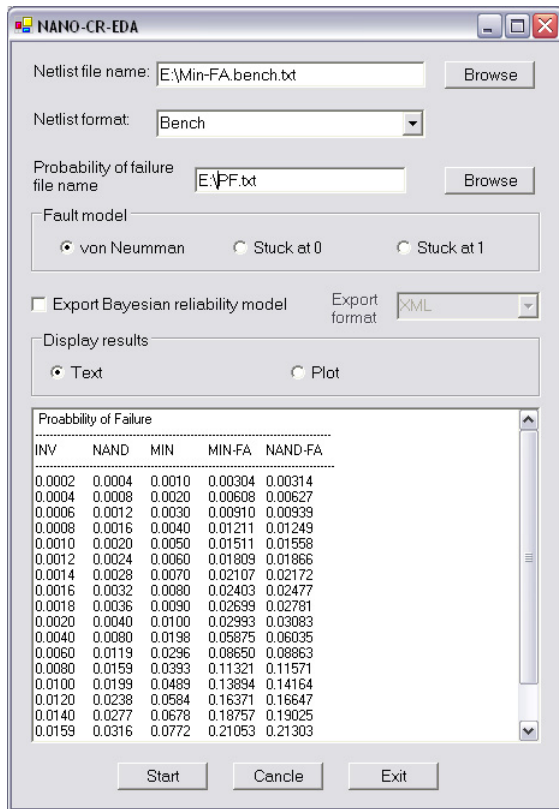 NANO-CR-EDA
Netlist file name: E:\Min-FA.bench.txt Browse
Netlist format: Bench
Probability of failure
file name E:\PF.txt Browse
Fault model
von Neumman Stuck at 0 Stuck at 1
Export Bayesian reliability model Export
format XML
Display results
Text Plot
Proabbility of Failure
INV NAND MIN MIN-FA NAND-FA
0.0002 0.0004 0.0010 0.00304 0.00314
0.0004 0.0008 0.0020 0.00608 0.00627
0.0006 0.0012 0.0030 0.00910 0.00939
0.0008 0.0016 0.0040 0.01211 0.01249
0.0010 0.0020 0.0050 0.01511 0.01558
0.0012 0.0024 0.0060 0.01809 0.01866
0.0014 0.0028 0.0070 0.02107 0.02172
0.0016 0.0032 0.0080 0.02403 0.02477
0.0018 0.0036 0.0090 0.02699 0.02781
0.0020 0.0040 0.0100 0.02993 0.03083
0.0040 0.0080 0.0198 0.05875 0.06035
0.0060 0.0119 0.0296 0.08650 0.08863
0.0080 0.0159 0.0393 0.11321 0.11571
0.0100 0.0199 0.0489 0.13894 0.14164
0.0120 0.0238 0.0584 0.16371 0.16647
0.0140 0.0277 0.0678 0.18757 0.19025
0.0159 0.0316 0.0772 0.21053 0.21303
Start Cancle Exit